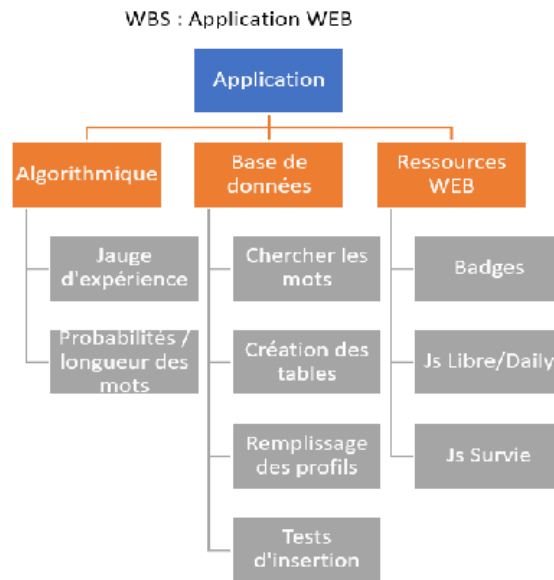 WBS : Application WEB
Application
Algorithmique
Base de
données
Ressources
WEB
Jauge
d'expérience
Probabilités /
longueur des
mots
Chercher les
mots
Création des
tables
Remplissage
des profils
Tests
d'insertion
Badges
Js Libre/Daily
Js Survie